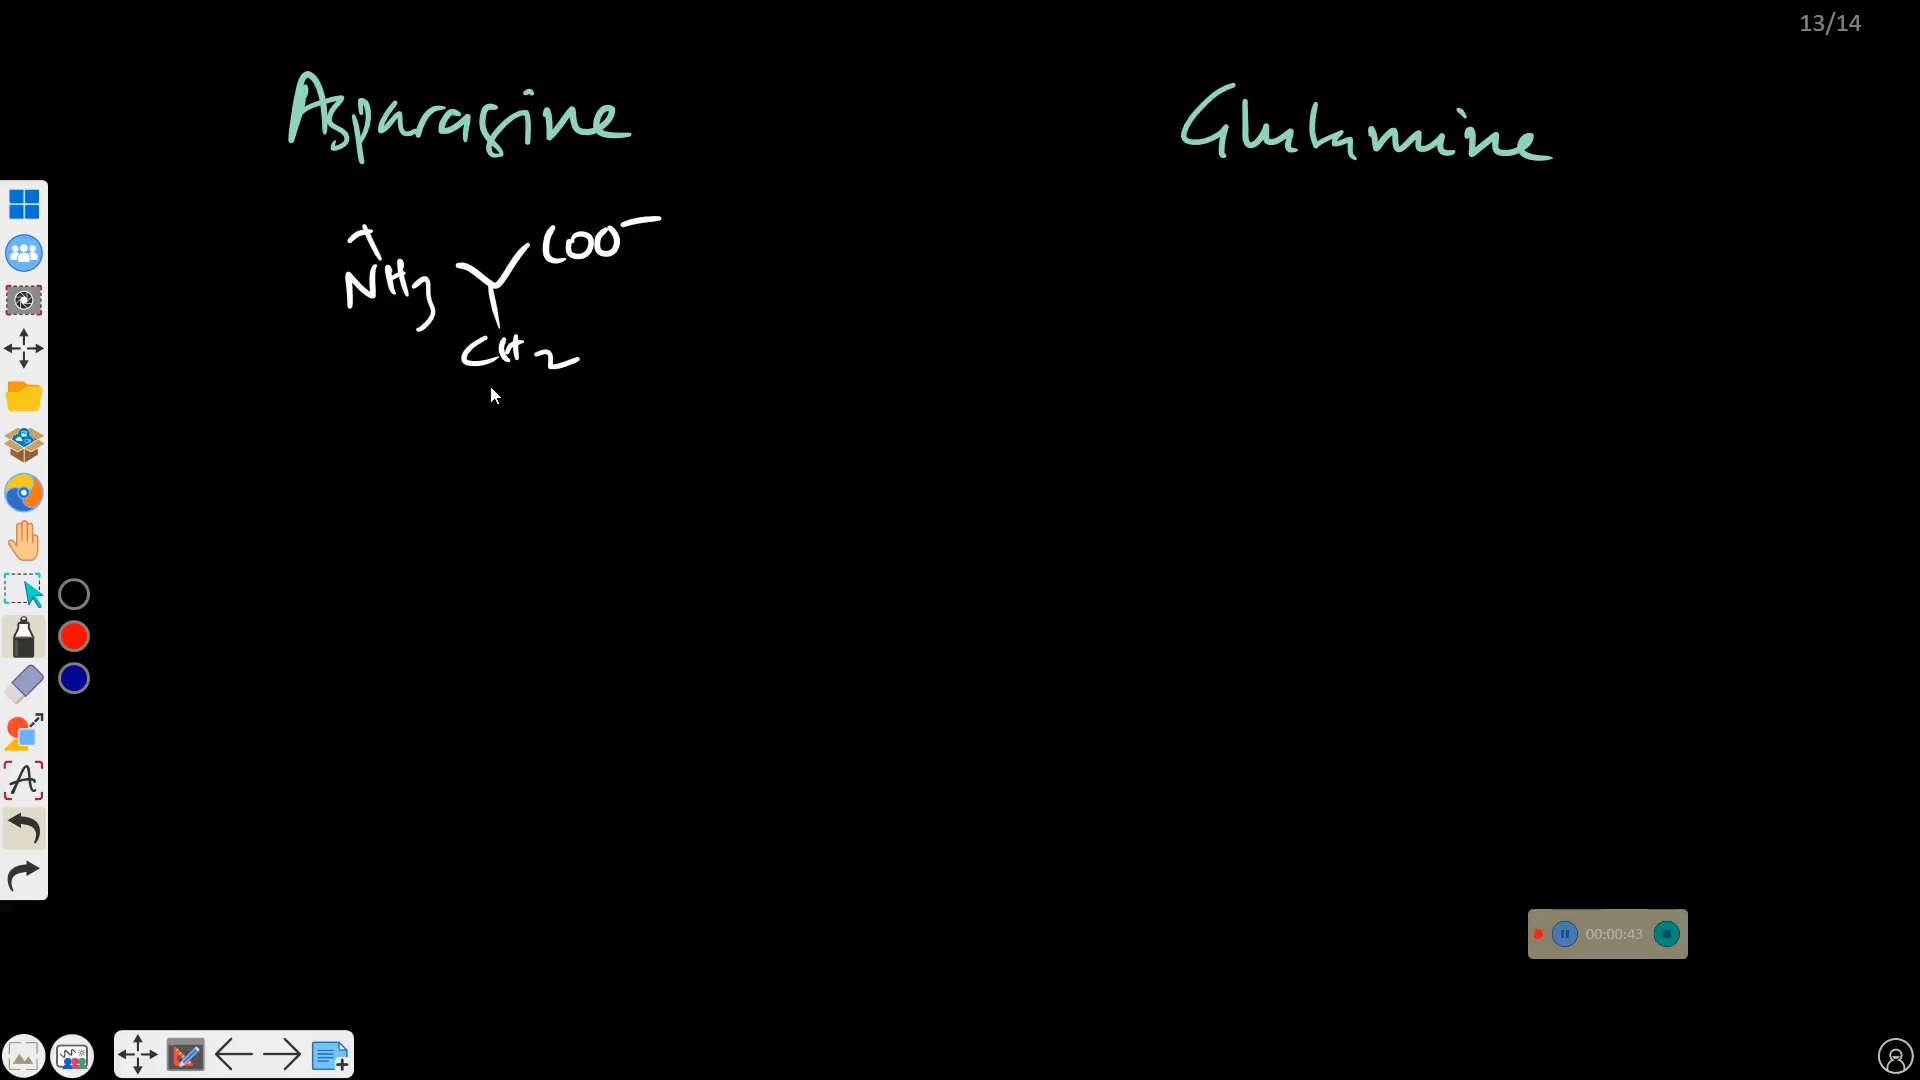 13/14
Asparagine
Glutamine
+
NH3
COO−
CH2
00:00:43